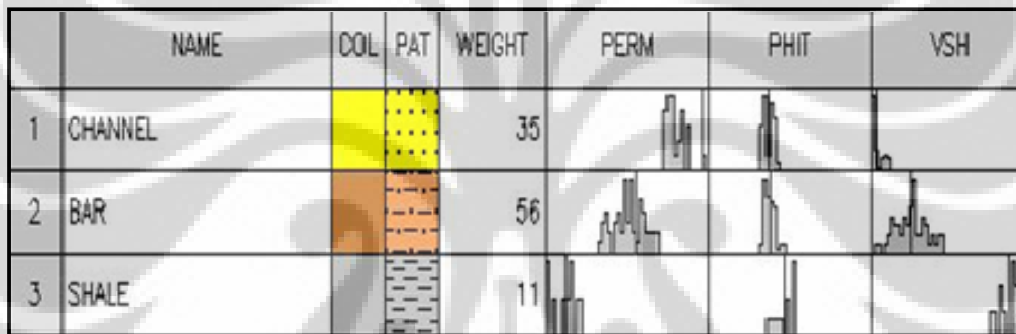 NAME COL PAT WEIGHT PERM PHIT VSH
1 CHANNEL 35
2 BAR 56
3 SHALE 11